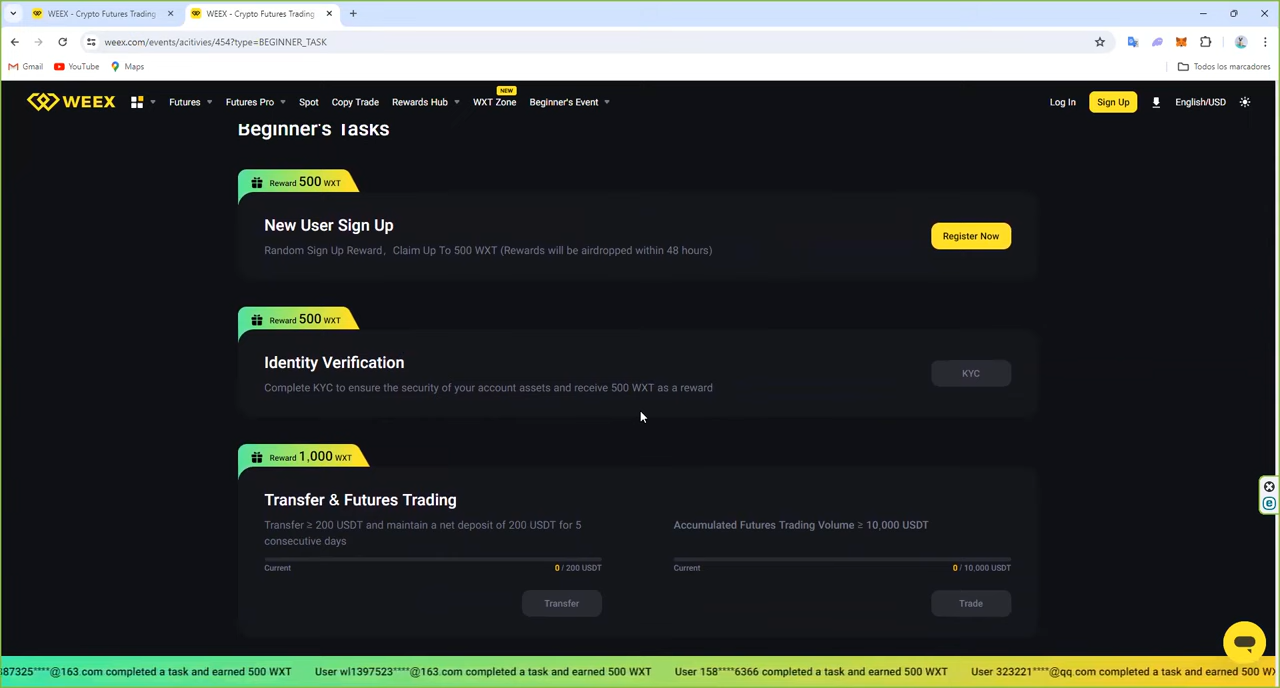 WEEX - Crypto Futures Trading
WEEX - Crypto Futures Trading
weex.com/events/acitivies/454?type=BEGINNER_TASK
Gmail
YouTube
Maps
Todos los marcadores
WEEX
Futures
Futures Pro
Spot
Copy Trade
Rewards Hub
WXT Zone
NEW
Beginner's Event
Log In
Sign Up
English/USD
Beginner's Tasks
Reward 500 WXT
New User Sign Up
Random Sign Up Reward, Claim Up To 500 WXT (Rewards will be airdropped within 48 hours)
Register Now
Reward 500 WXT
Identity Verification
Complete KYC to ensure the security of your account assets and receive 500 WXT as a reward
KYC
Reward 1,000 WXT
Transfer & Futures Trading
Transfer ≥ 200 USDT and maintain a net deposit of 200 USDT for 5
consecutive days
Current
0 / 200 USDT
Transfer
Accumulated Futures Trading Volume ≥ 10,000 USDT
Current
0 / 10,000 USDT
Trade
87325****@163.com completed a task and earned 500 WXT
User wl1397523****@163.com completed a task and earned 500 WXT
User 158****6366 completed a task and earned 500 WXT
User 323221****@qq.com completed a task and earned 500